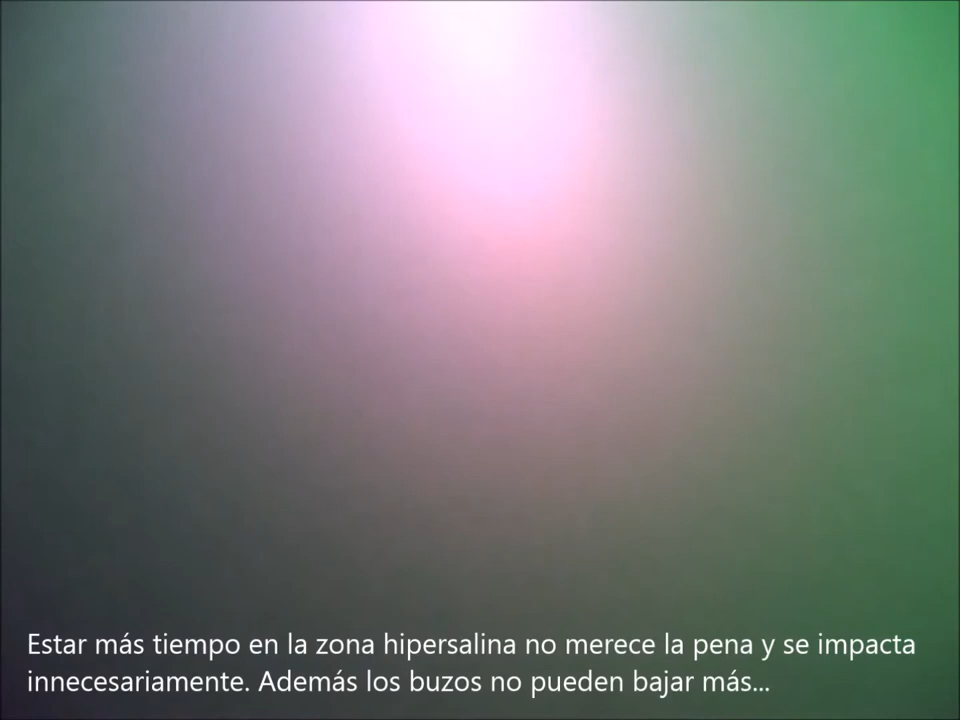 Estar más tiempo en la zona hipersalina no merece la pena y se impacta
innecesariamente. Además los buzos no pueden bajar más...